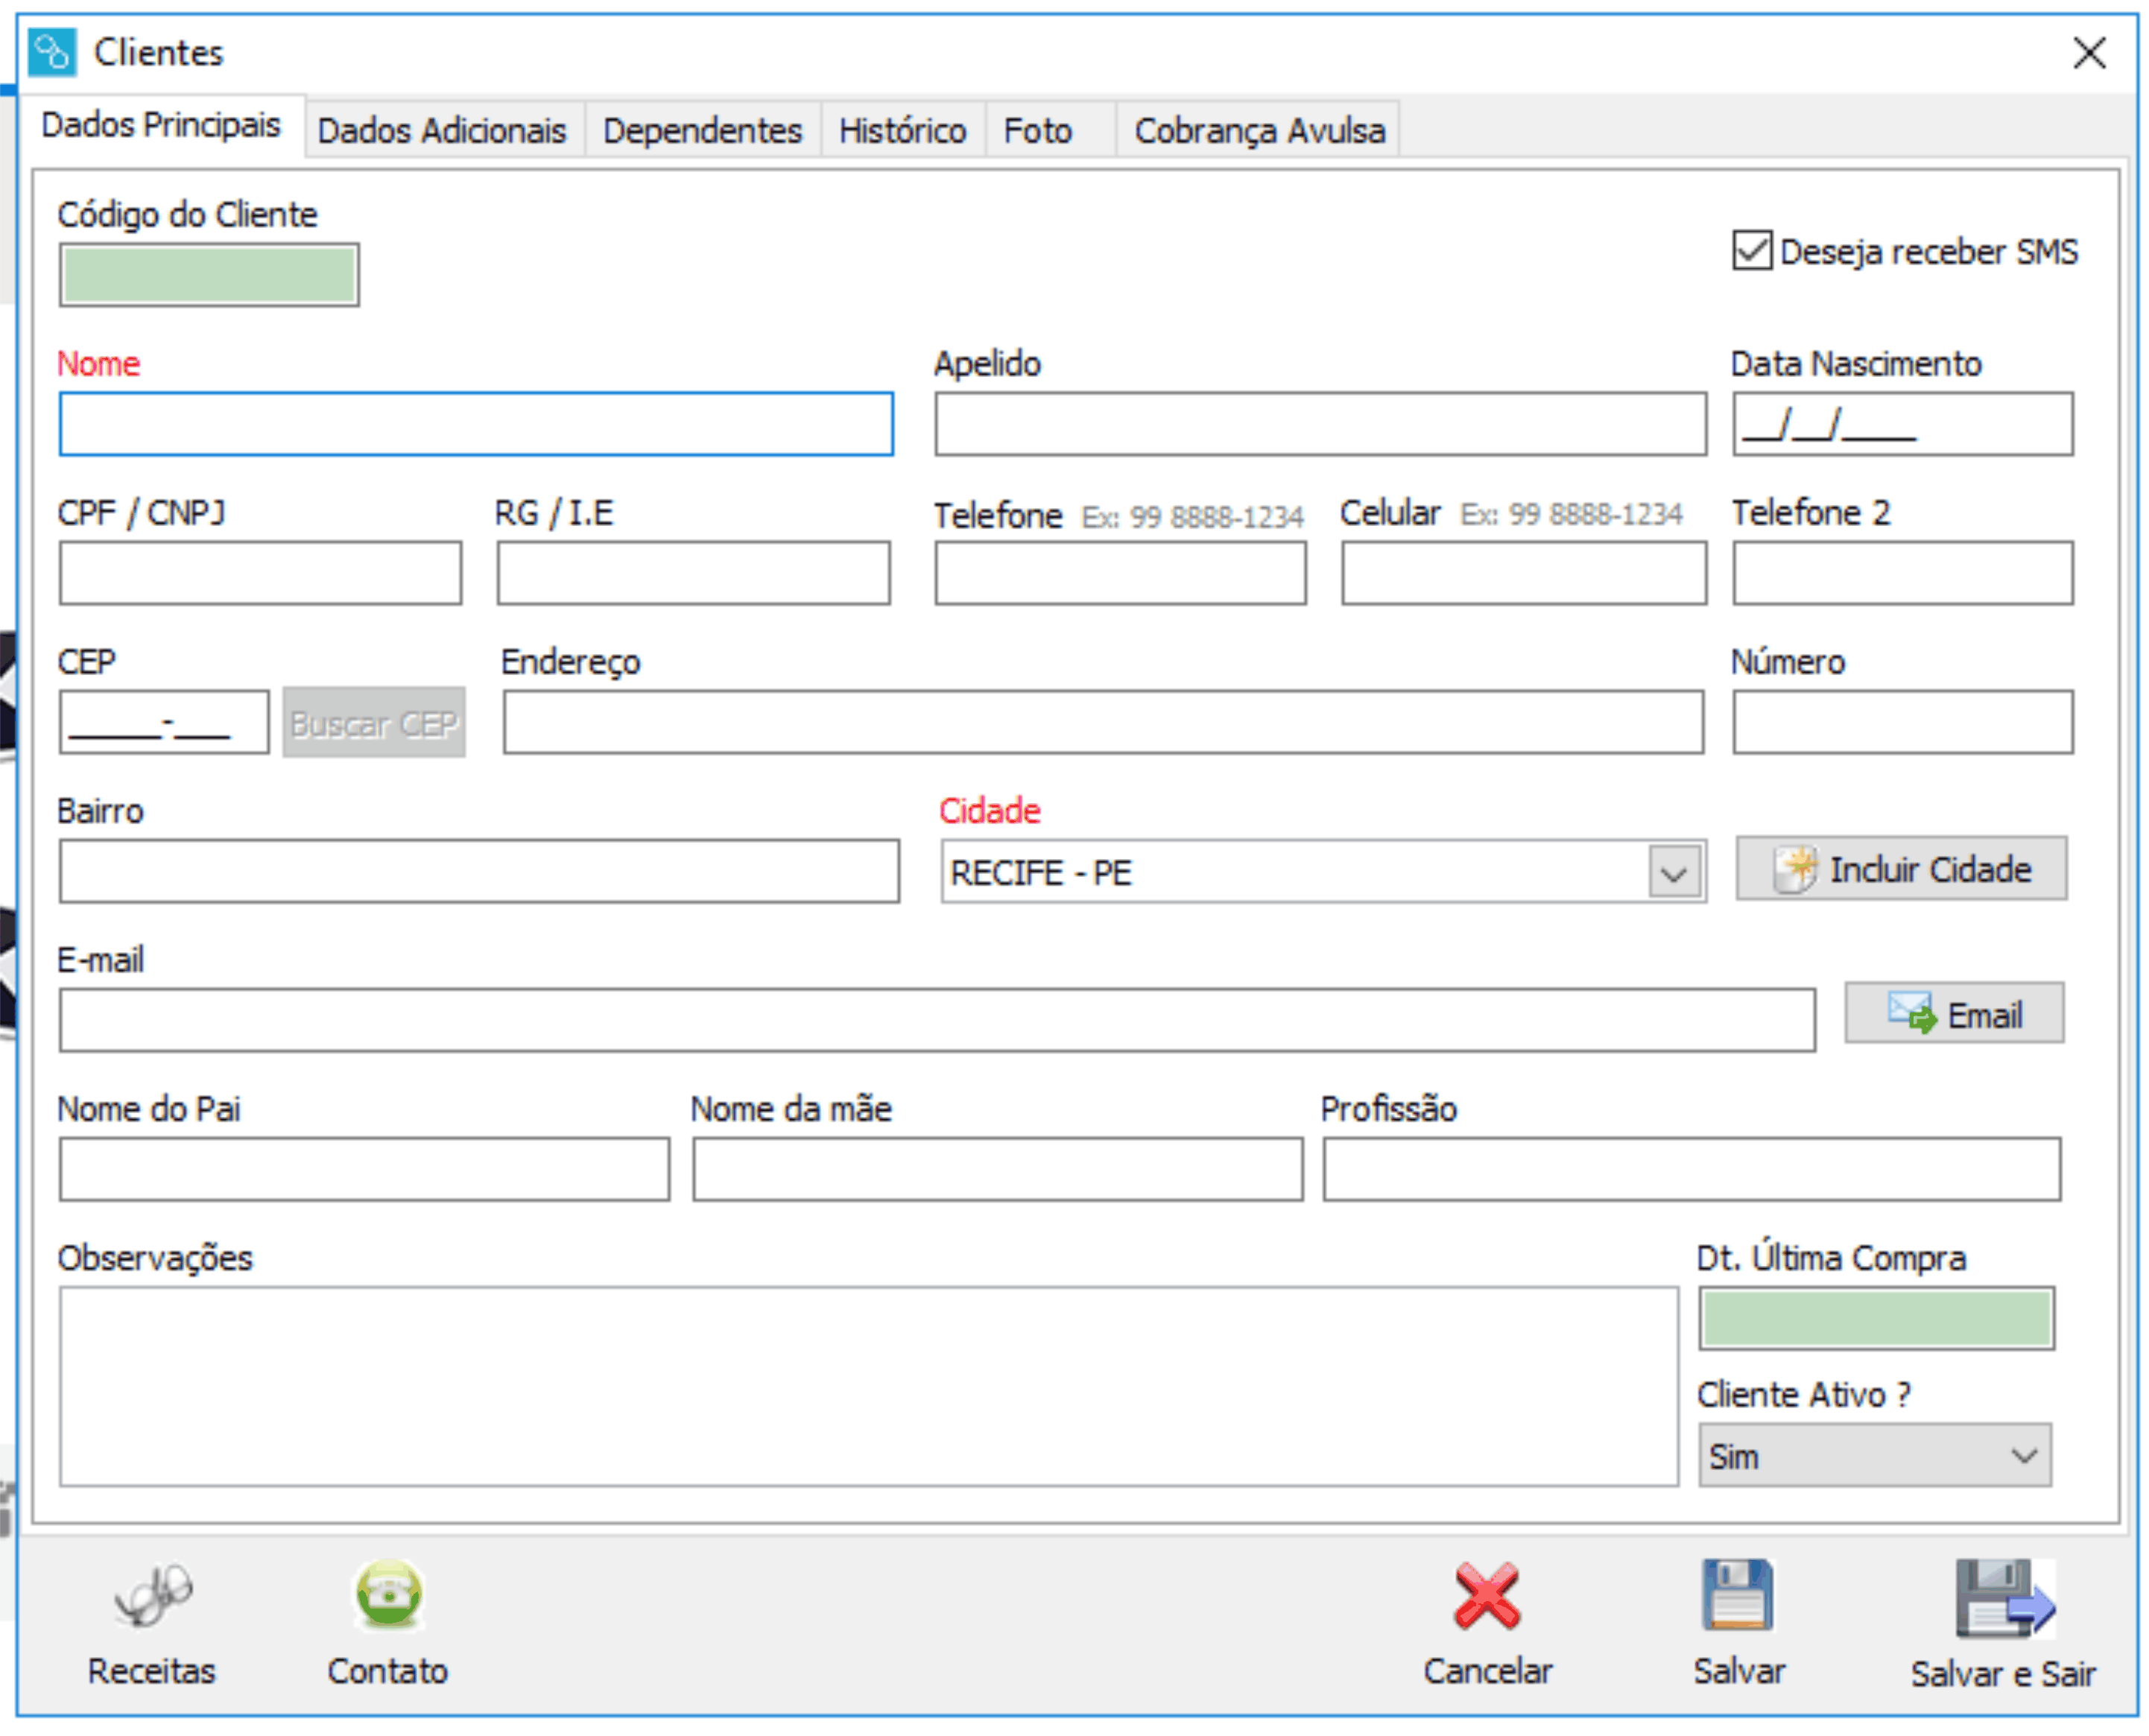 Clientes
Dados Principais Dados Adicionais Dependentes Histórico Foto Cobrança Avulsa
Código do Cliente
Deseja receber SMS
Nome Apelido Data Nascimento
__/__/____
CPF / CNPJ RG / I.E Telefone Ex: 99 8888-1234 Celular Ex: 99 8888-1234 Telefone 2
CEP Endereço Número
_____-___ Buscar CEP
Bairro Cidade
RECIFE - PE Incluir Cidade
E-mail
Email
Nome do Pai Nome da mãe Profissão
Observações Dt. Última Compra
Cliente Ativo ?
Sim
Receitas Contato Cancelar Salvar Salvar e Sair